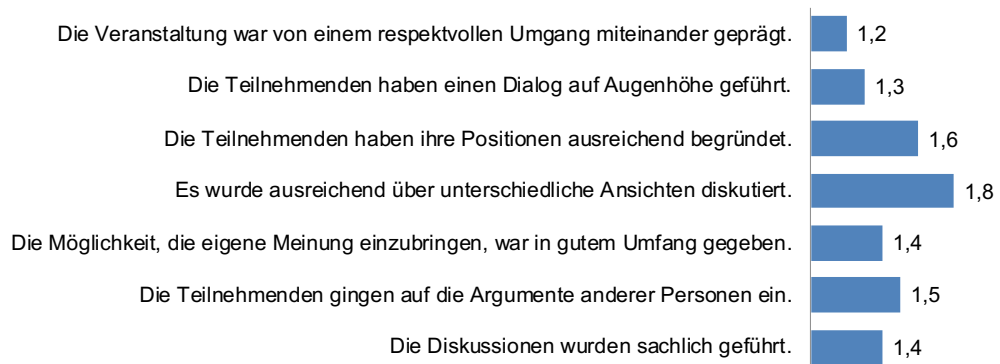 Die Veranstaltung war von einem respektvollen Umgang miteinander geprägt. 1,2
Die Teilnehmenden haben einen Dialog auf Augenhöhe geführt. 1,3
Die Teilnehmenden haben ihre Positionen ausreichend begründet. 1,6
Es wurde ausreichend über unterschiedliche Ansichten diskutiert. 1,8
Die Möglichkeit, die eigene Meinung einzubringen, war in gutem Umfang gegeben. 1,4
Die Teilnehmenden gingen auf die Argumente anderer Personen ein. 1,5
Die Diskussionen wurden sachlich geführt. 1,4